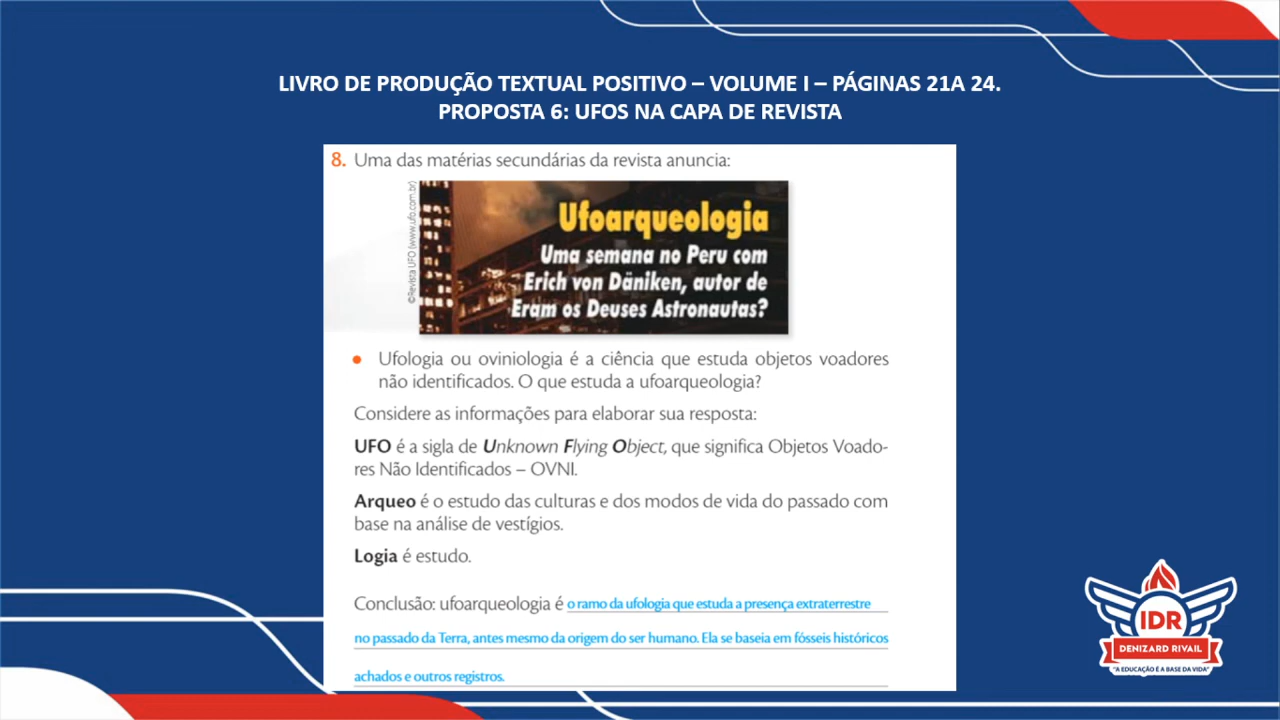 LIVRO DE PRODUÇÃO TEXTUAL POSITIVO – VOLUME I – PÁGINAS 21A 24.
PROPOSTA 6: UFOS NA CAPA DE REVISTA
8. Uma das matérias secundárias da revista anuncia:
©Revista UFO (www.ufo.com.br)
Ufoarqueologia
Uma semana no Peru com
Erich von Däniken, autor de
Eram os Deuses Astronautas?
• Ufologia ou oviniologia é a ciência que estuda objetos voadores
não identificados. O que estuda a ufoarqueologia?
Considere as informações para elaborar sua resposta:
UFO é a sigla de Unknown Flying Object, que significa Objetos Voado-
res Não Identificados – OVNI.
Arqueo é o estudo das culturas e dos modos de vida do passado com
base na análise de vestígios.
Logia é estudo.
Conclusão: ufoarqueologia é o ramo da ufologia que estuda a presença extraterrestre
no passado da Terra, antes mesmo da origem do ser humano. Ela se baseia em fósseis históricos
achados e outros registros.
IDR
DENIZARD RIVAIL
"A EDUCAÇÃO É A BASE DA VIDA"